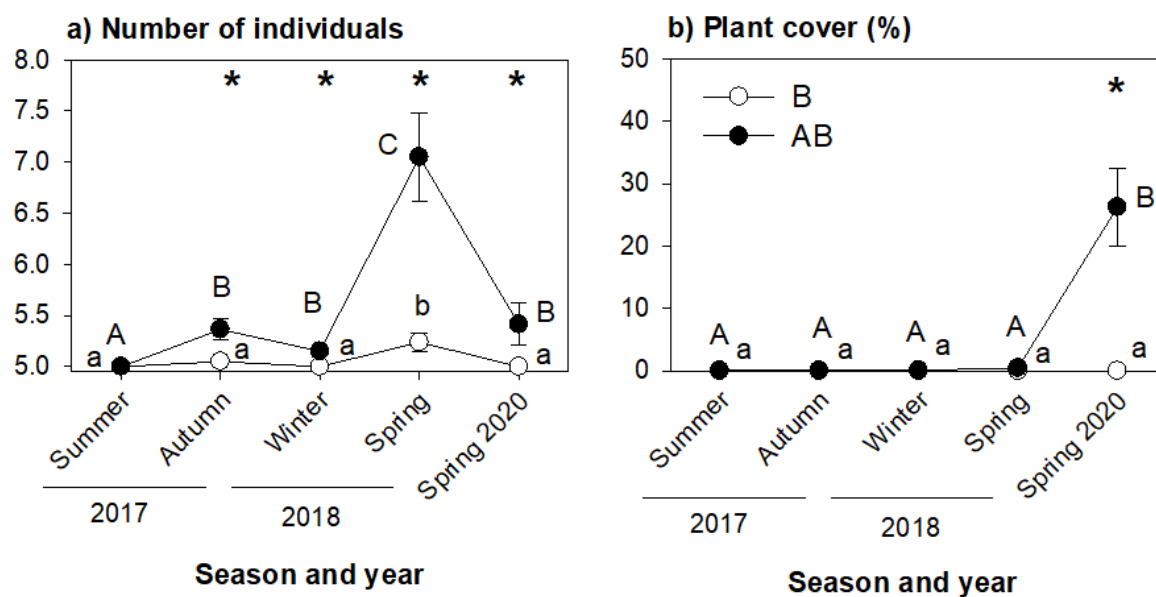 a) Number of individuals
8.0
7.5
7.0
6.5
6.0
5.5
5.0
* * * *
C
A
B
B
b
B
a
a
a
a
Summer
Autumn
Winter
Spring
Spring 2020
2017
2018
Season and year
b) Plant cover (%)
50
40
30
20
10
0
B
AB
*
B
A
A
A
A
a
a
a
a
a
Summer
Autumn
Winter
Spring
Spring 2020
2017
2018
Season and year